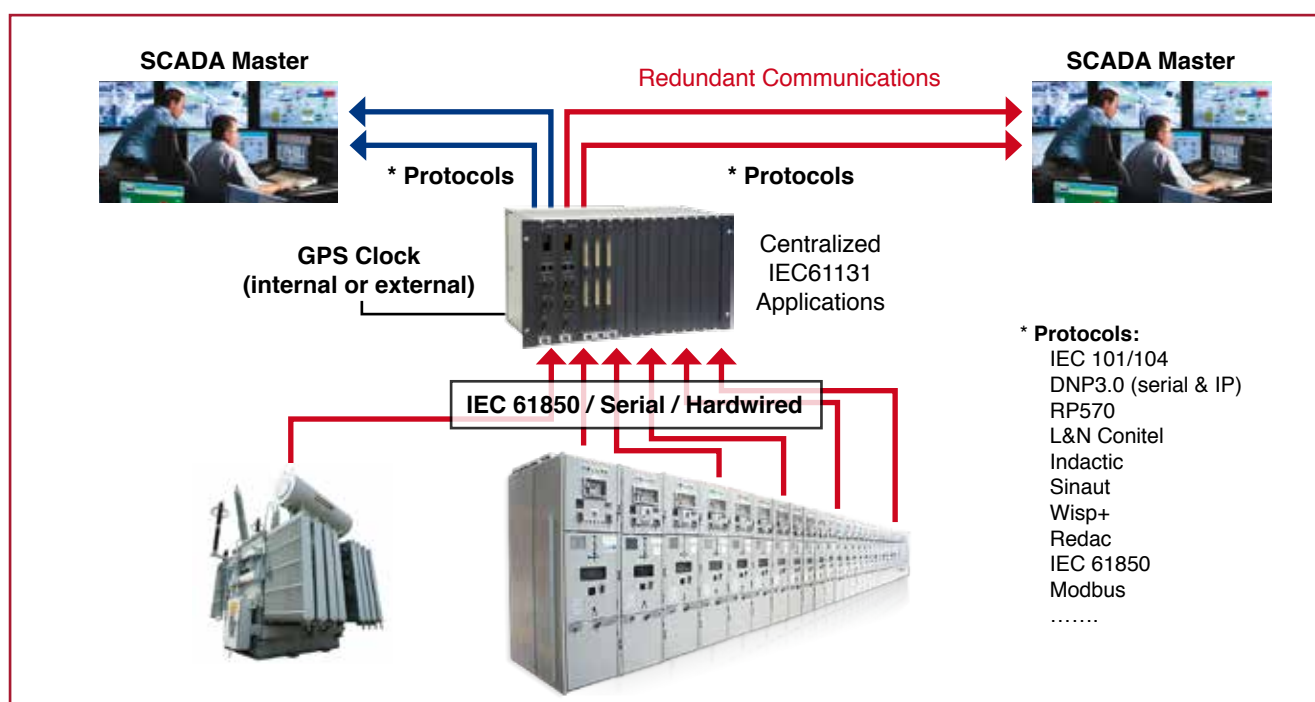 SCADA Master
SCADA Master
Redundant Communications
* Protocols
* Protocols
GPS Clock
(internal or external)
Centralized
IEC61131
Applications
IEC 61850 / Serial / Hardwired
* Protocols:
IEC 101/104
DNP3.0 (serial & IP)
RP570
L&N Conitel
Indactic
Sinaut
Wisp+
Redac
IEC 61850
Modbus
.......